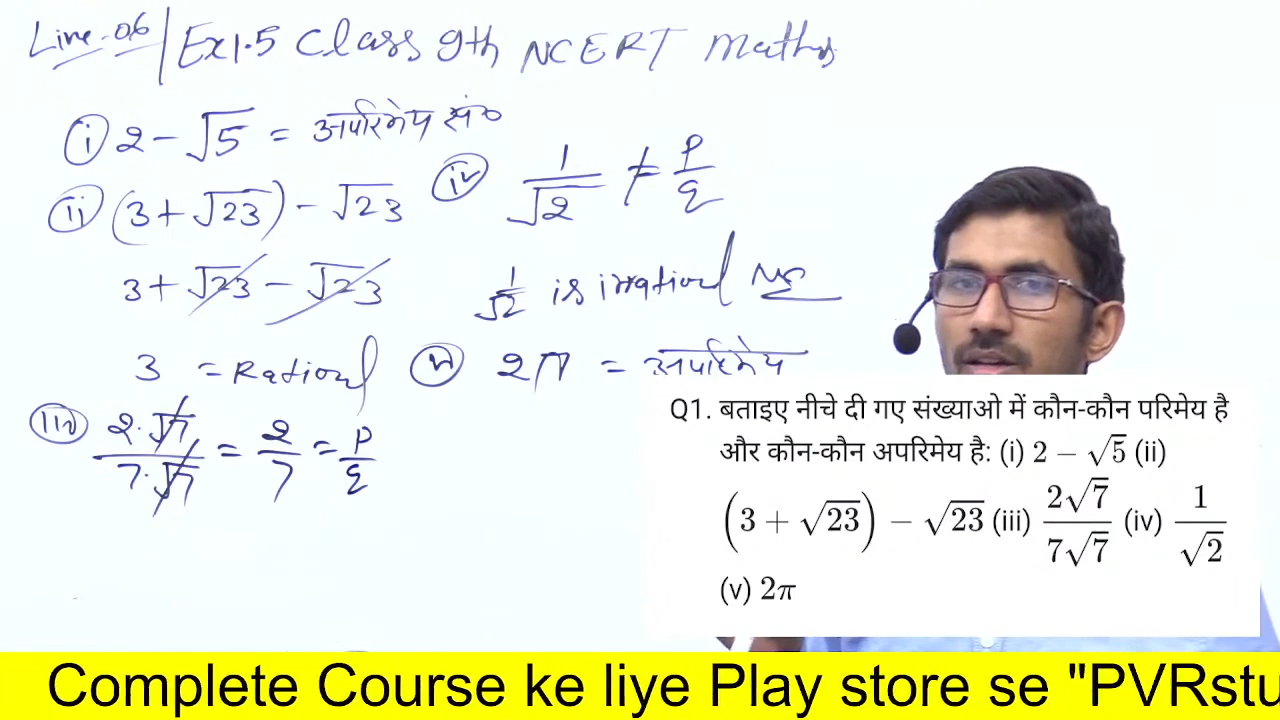 Live-06 / Ex1.5 Class 9th NCERT Maths
(i) 2 - √5 = अपरिमेय सं०
(ii) (3 + √23) - √23
3 + √23 - √23
3 = Rational
(iii) 2·√7 / 7·√7 = 2/7 = p/q
(iv) 1/√2 ≠ p/q
1/√2 is irrational No
(v) 2π = अपरिमेय
Q1. बताइए नीचे दी गए संख्याओ में कौन-कौन परिमेय है
और कौन-कौन अपरिमेय है: (i) 2 − √5 (ii)
(3 + √23) − √23 (iii) 2√7 / 7√7 (iv) 1/√2
(v) 2π
Complete Course ke liye Play store se "PVRstu